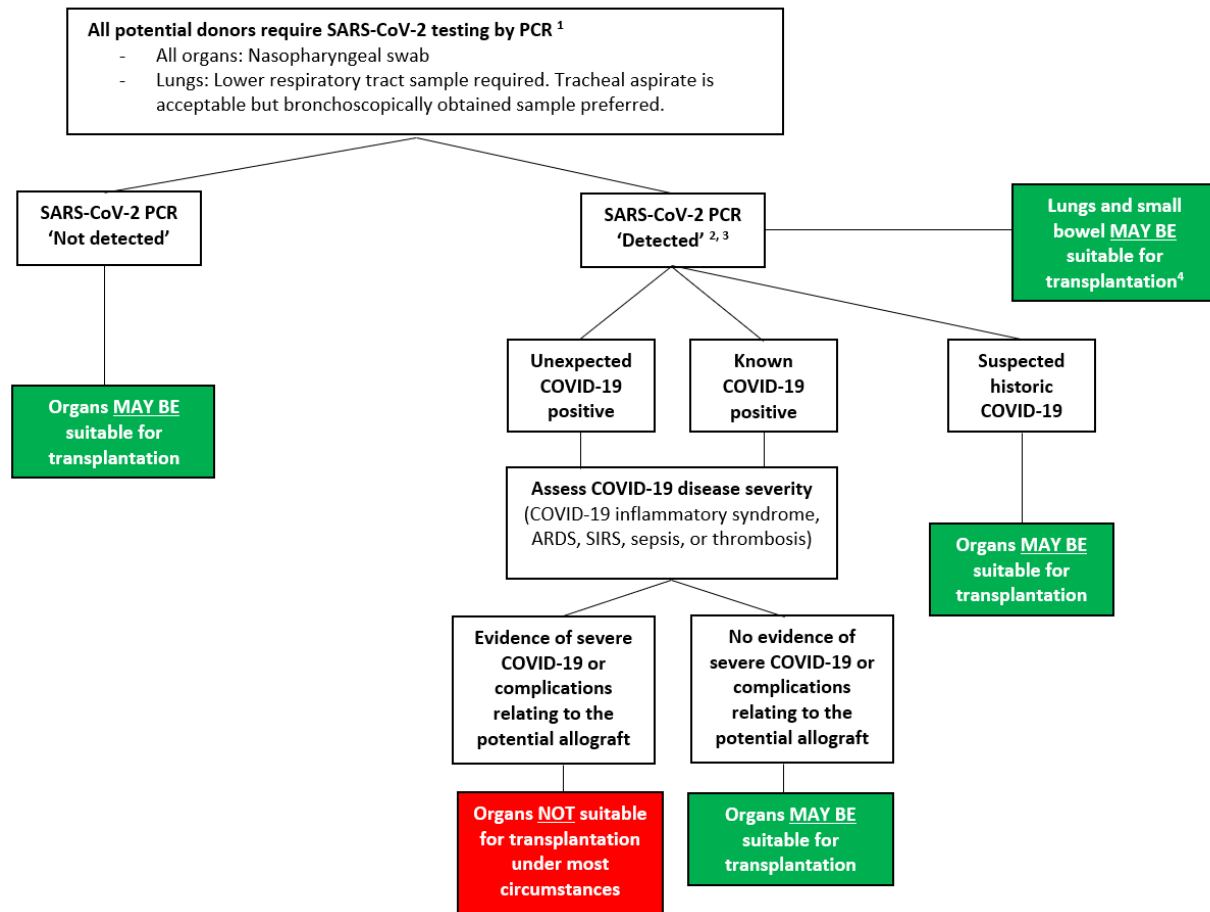 All potential donors require SARS-CoV-2 testing by PCR 1
- All organs: Nasopharyngeal swab
- Lungs: Lower respiratory tract sample required. Tracheal aspirate is
acceptable but bronchoscopically obtained sample preferred.
SARS-CoV-2 PCR
‘Not detected’
SARS-CoV-2 PCR
‘Detected’ 2, 3
Lungs and small
bowel MAY BE
suitable for
transplantation4
Organs MAY BE
suitable for
transplantation
Unexpected
COVID-19
positive
Known
COVID-19
positive
Suspected
historic
COVID-19
Assess COVID-19 disease severity
(COVID-19 inflammatory syndrome,
ARDS, SIRS, sepsis, or thrombosis)
Organs MAY BE
suitable for
transplantation
Evidence of severe
COVID-19 or
complications
relating to the
potential allograft
No evidence of
severe COVID-19 or
complications
relating to the
potential allograft
Organs NOT suitable
for transplantation
under most
circumstances
Organs MAY BE
suitable for
transplantation